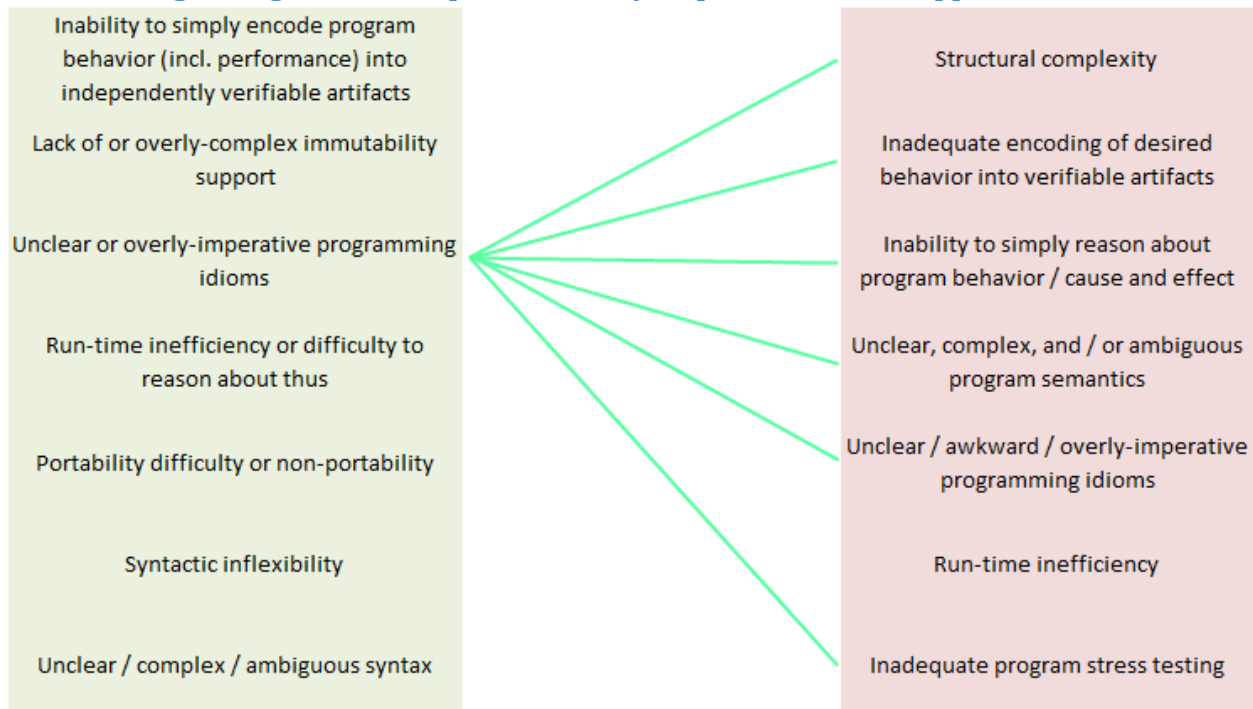 Inability to simply encode program
behavior (incl. performance) into
independently verifiable artifacts
Lack of or overly-complex immutability
support
Unclear or overly-imperative programming
idioms
Run-time inefficiency or difficulty to
reason about thus
Portability difficulty or non-portability
Syntactic inflexibility
Unclear / complex / ambiguous syntax
Structural complexity
Inadequate encoding of desired
behavior into verifiable artifacts
Inability to simply reason about
program behavior / cause and effect
Unclear, complex, and / or ambiguous
program semantics
Unclear / awkward / overly-imperative
programming idioms
Run-time inefficiency
Inadequate program stress testing